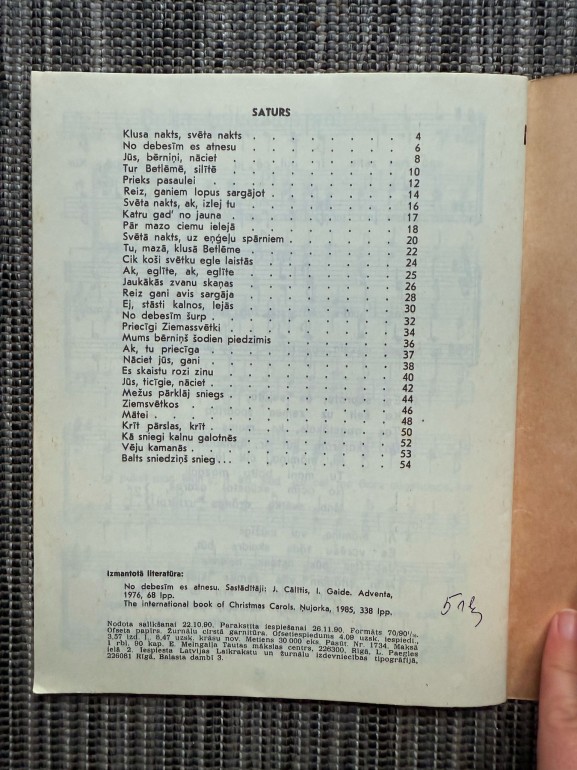 SATURS
Klusa nakts, svēta nakts . . . . . . . . 4
No debesīm es atnesu . . . . . . . . 6
Jūs, bērniņi, nāciet . . . . . . . . 8
Tur Betlēmē, silītē . . . . . . . . 10
Prieks pasaulei . . . . . . . . 12
Reiz, ganiem lopus sargājot . . . . . . . 14
Svēta nakts, ak, izlej tu . . . . . . . . 16
Katru gad' no jauna . . . . . . . . 17
Pār mazo ciemu ielejā . . . . . . . . 18
Svētā nakts, uz eņģeļu spārniem . . . . . . 20
Tu, mazā, klusā Betlēme . . . . . . . . 22
Cik koši svētku egle laistās . . . . . . . 24
Ak, eglīte, ak, eglīte . . . . . . . . 25
Jaukākās zvanu skaņas . . . . . . . . 26
Reiz gani avis sargāja . . . . . . . . 28
Ej, stāsti kalnos, lejās . . . . . . . . 30
No debesīm šurp . . . . . . . . 32
Priecīgi Ziemassvētki . . . . . . . . 34
Mums bērniņš šodien piedzimis . . . . . . 36
Ak, tu priecīga . . . . . . . . 37
Nāciet jūs, gani . . . . . . . . 38
Es skaistu rozi zinu . . . . . . . . 40
Jūs, ticīgie, nāciet . . . . . . . . 42
Mežus pārklāj sniegs . . . . . . . . 44
Ziemsvētkos . . . . . . . . 46
Mātei . . . . . . . . 48
Krīt pārslas, krīt . . . . . . . . 50
Kā sniegi kalnu galotnēs . . . . . . . . 52
Vēju kamanās . . . . . . . . 53
Balts sniedziņš snieg... . . . . . . . . 54
Izmantotā literatūra:
No debesīm es atnesu. Sastādītāji: J. Cālītis, I. Gaide. Adventa,
1976, 68 lpp.
The international book of Christmas Carols. Ņujorka, 1985, 338 lpp.
Nodota salikšanai 22.10.90. Parakstīta iespiešanai 26.11.90. Formāts 70/90
Ofseta papīrs. Žurnālu cirstā garnitūra. Ofsetiespiedums 4.09 uzsk. iespiedl.,
3,57 izd. l., 8,47 uzsk. krāsu nov. Metiens 30 000 eks. Pasūt. Nr. 1734. Maksā
1 rbl. 90 kap. E. Melngaiļa Tautas mākslas centrs, 226300, Rīgā, L. Paegles
ielā 2. Iespiesta Latvijas Laikrakstu un žurnālu izdevniecības tipogrāfijā,
226081 Rīgā, Balasta dambī 3.